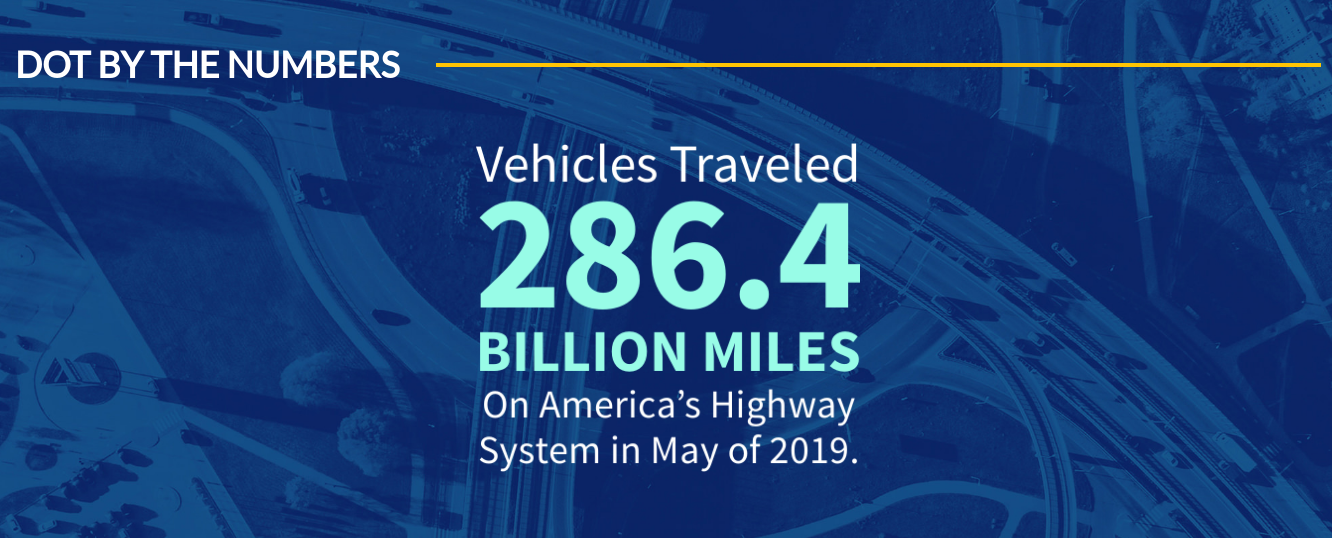 DOT BY THE NUMBERS
Vehicles Traveled
286.4
BILLION MILES
On America’s Highway
System in May of 2019.